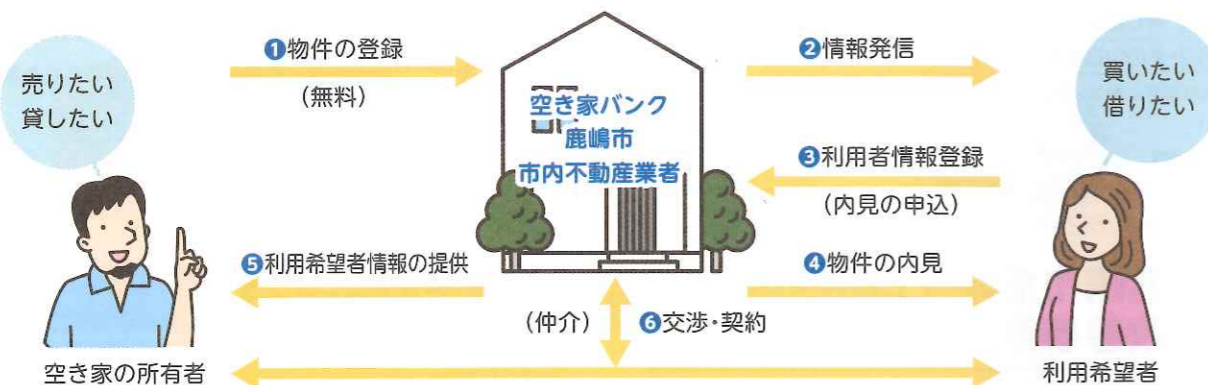 売りたい
貸したい
❶物件の登録
(無料)
空き家バンク
鹿嶋市
市内不動産業者
❷情報発信
買いたい
借りたい
❸利用者情報登録
(内見の申込)
❺利用希望者情報の提供
❹物件の内見
(仲介)
❻交渉・契約
空き家の所有者
利用希望者